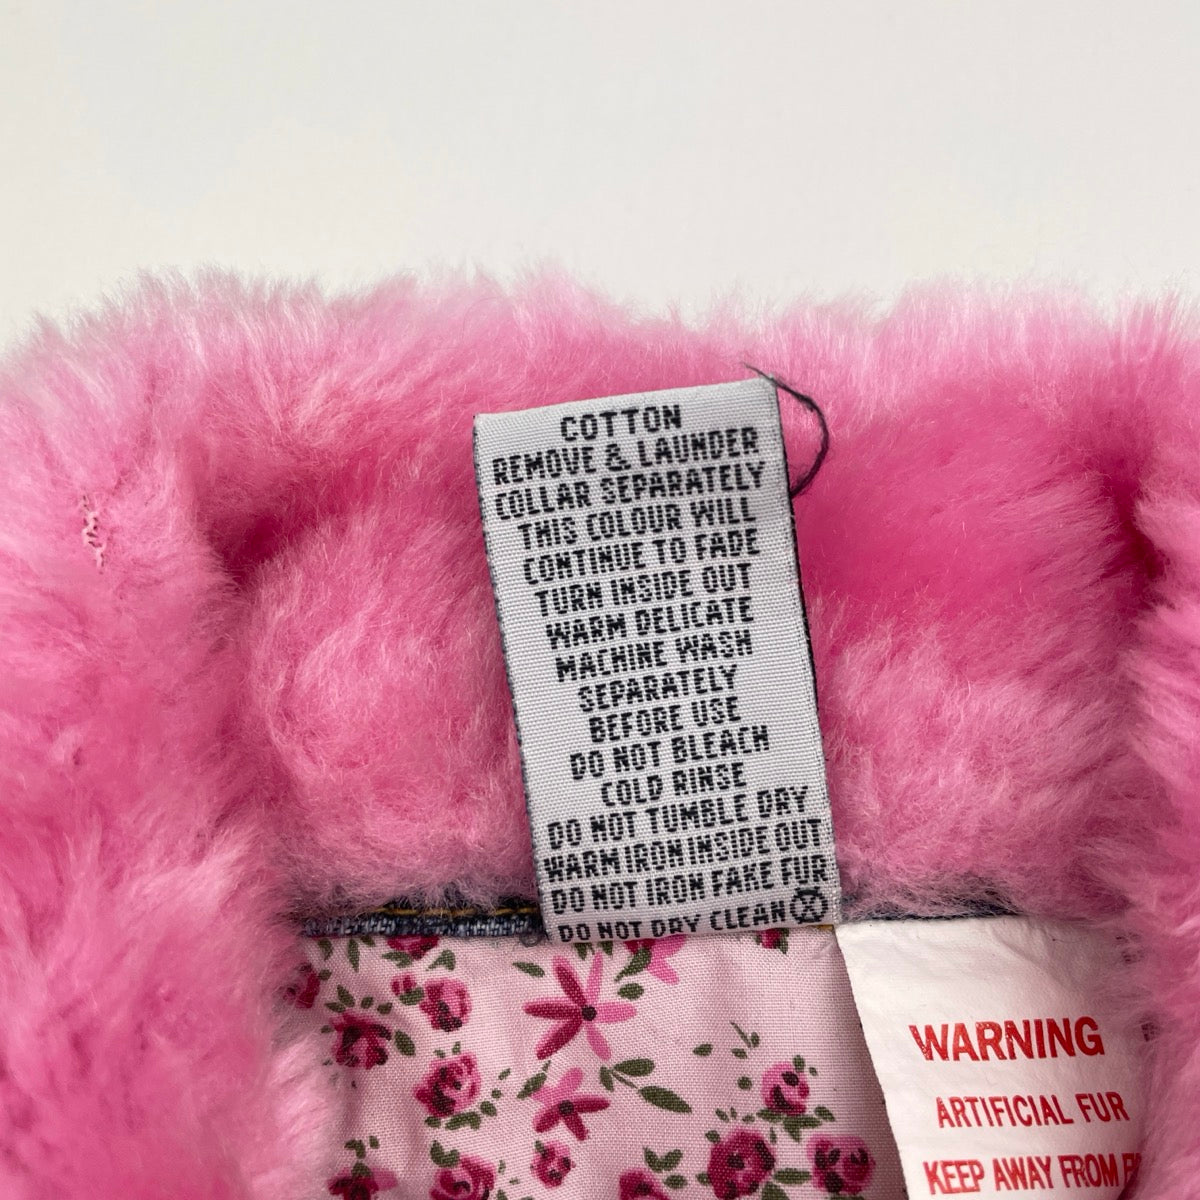 COTTON
REMOVE & LAUNDER
COLLAR SEPARATELY
THIS COLOUR WILL
CONTINUE TO FADE
TURN INSIDE OUT
WARM DELICATE
MACHINE WASH
SEPARATELY
BEFORE USE
DO NOT BLEACH
COLD RINSE
DO NOT TUMBLE DRY
WARM IRON INSIDE OUT
DO NOT IRON FAKE FUR
DO NOT DRY CLEAN
WARNING
ARTIFICIAL FUR
KEEP AWAY FROM